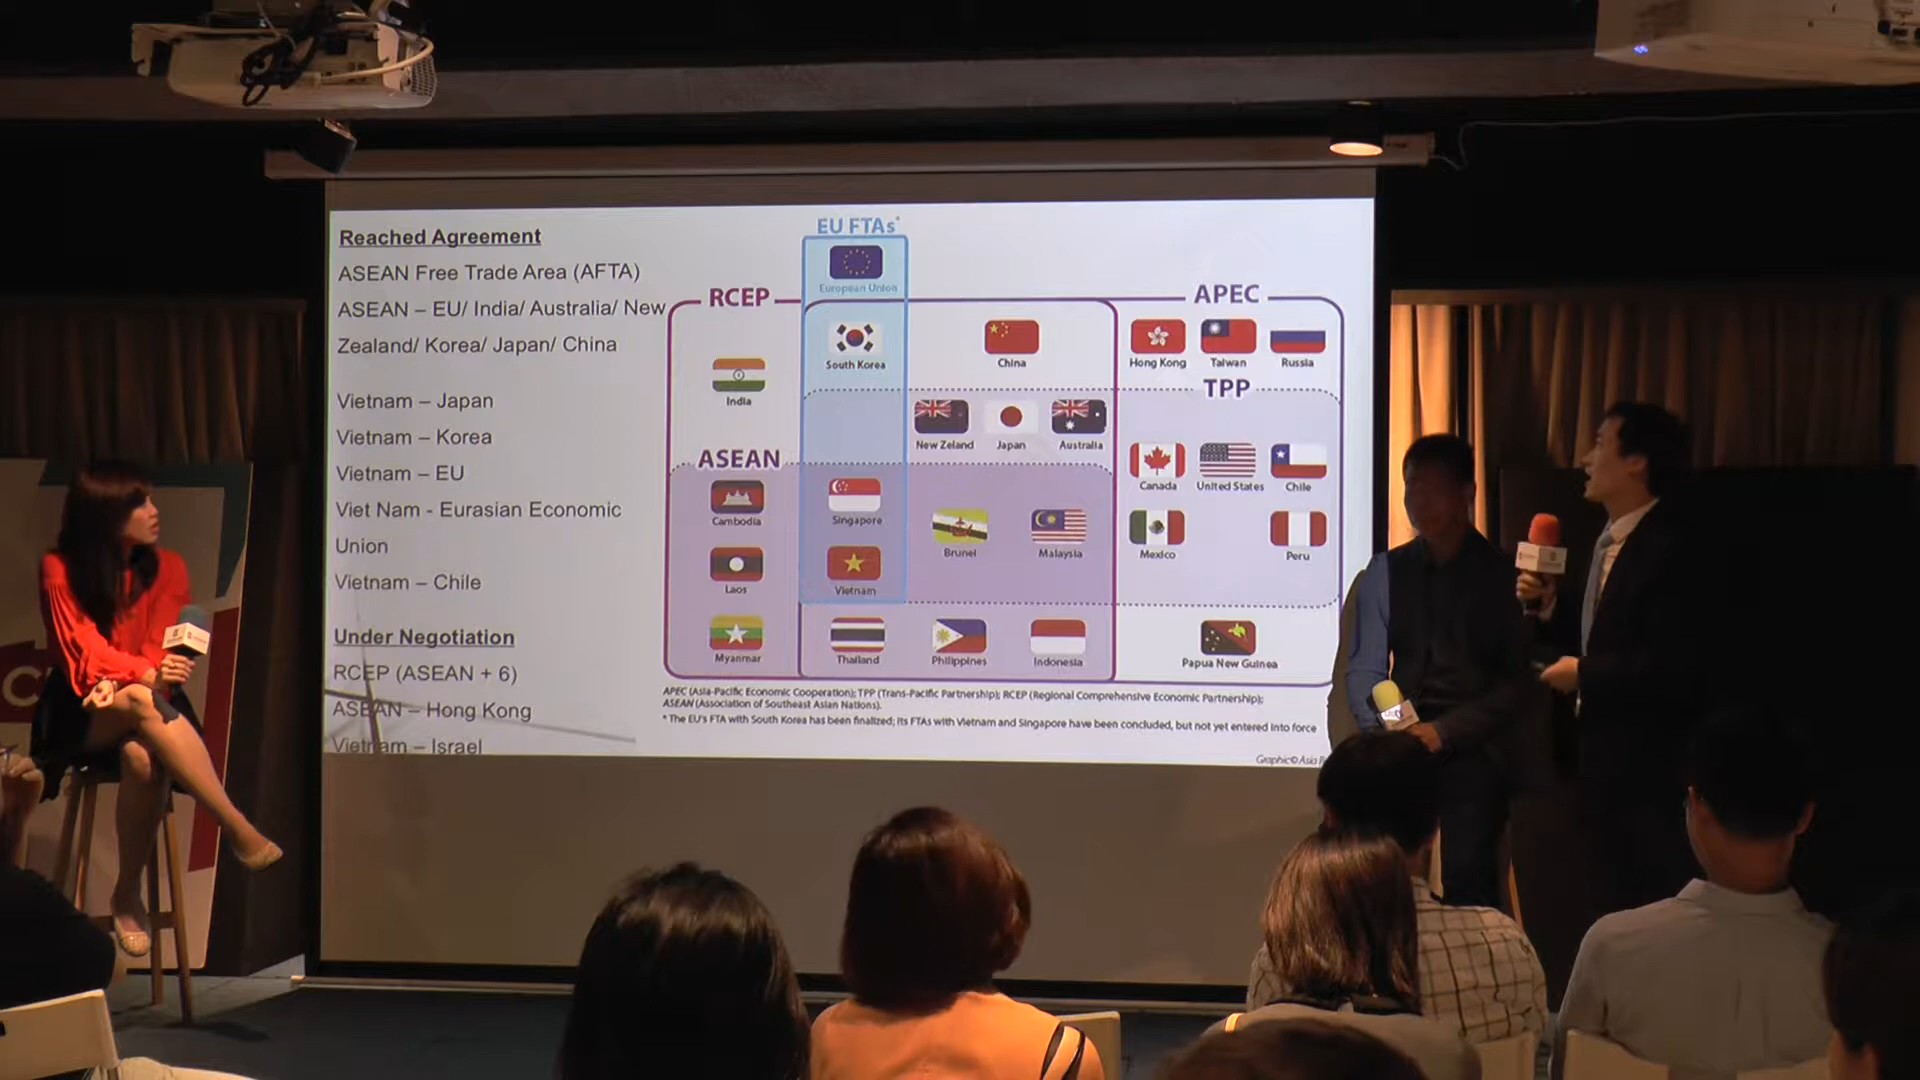 Reached Agreement
ASEAN Free Trade Area (AFTA)
ASEAN – EU/ India/ Australia/ New
Zealand/ Korea/ Japan/ China
Vietnam – Japan
Vietnam – Korea
Vietnam – EU
Viet Nam - Eurasian Economic
Union
Vietnam – Chile
Under Negotiation
RCEP (ASEAN + 6)
ASEAN – Hong Kong
Vietnam – Israel
EU FTAs*
European Union
RCEP
APEC
South Korea
China
Hong Kong
Taiwan
Russia
India
TPP
New Zeland
Japan
Australia
ASEAN
Canada
United States
Chile
Cambodia
Singapore
Brunei
Malaysia
Mexico
Peru
Laos
Vietnam
Myanmar
Thailand
Philippines
Indonesia
Papua New Guinea
APEC (Asia-Pacific Economic Cooperation); TPP (Trans-Pacific Partnership); RCEP (Regional Comprehensive Economic Partnership);
ASEAN (Association of Southeast Asian Nations).
* The EU's FTA with South Korea has been finalized; its FTAs with Vietnam and Singapore have been concluded, but not yet entered into force
Graphic© Asia